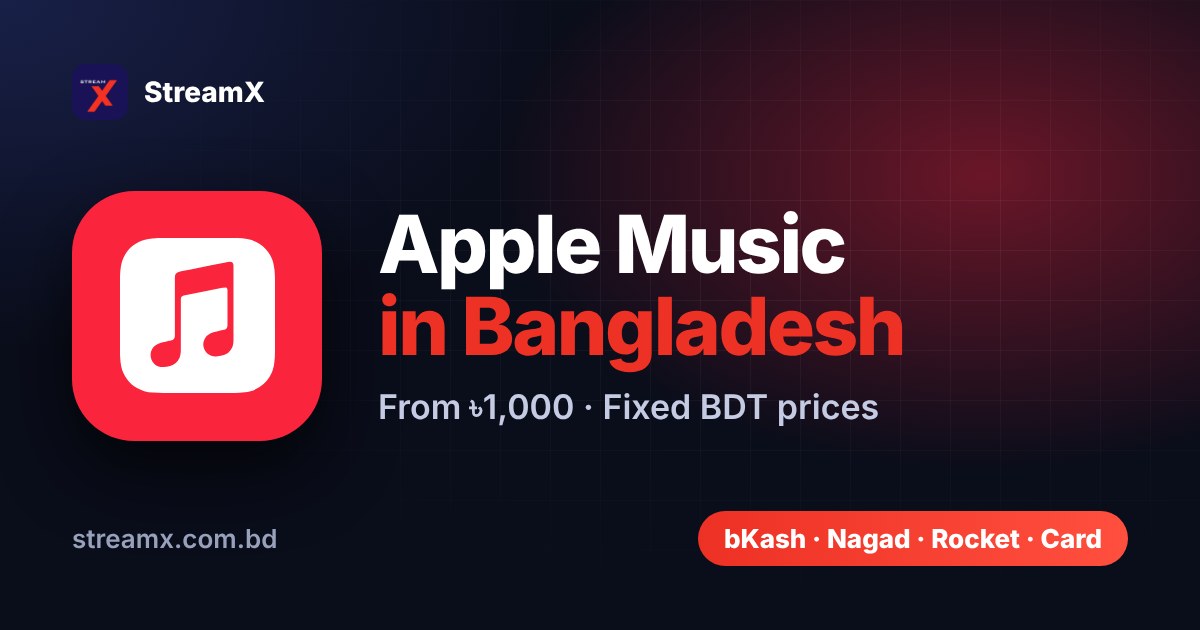 STREAM
X
StreamX
Apple Music
in Bangladesh
From ৳1,000 · Fixed BDT prices
streamx.com.bd
bKash · Nagad · Rocket · Card